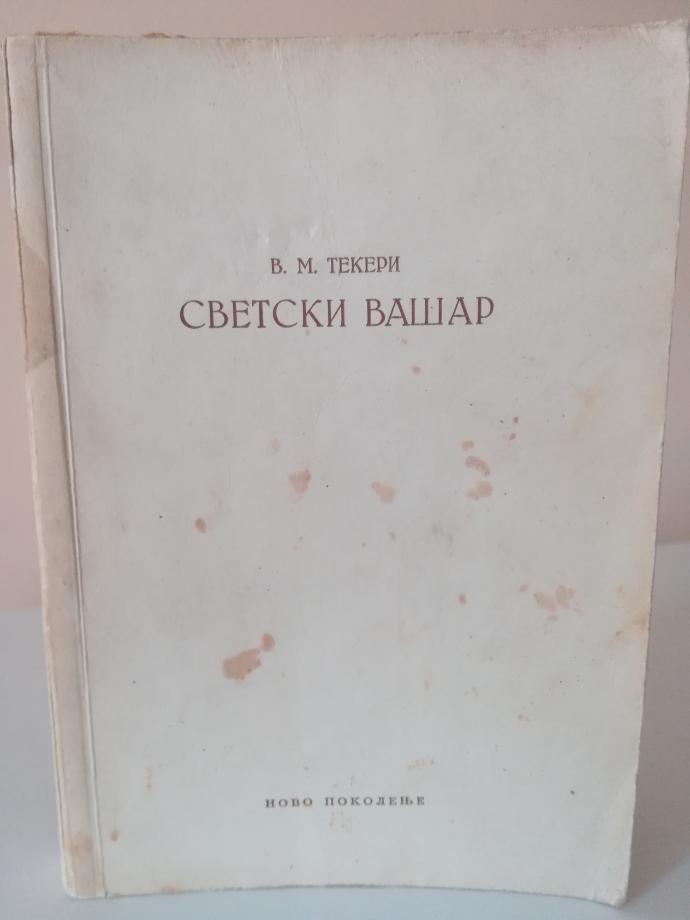 В. М. ТЕКЕРИ
СВЕТСКИ ВАШАР
НОВО ПОКОЛЕЊЕ